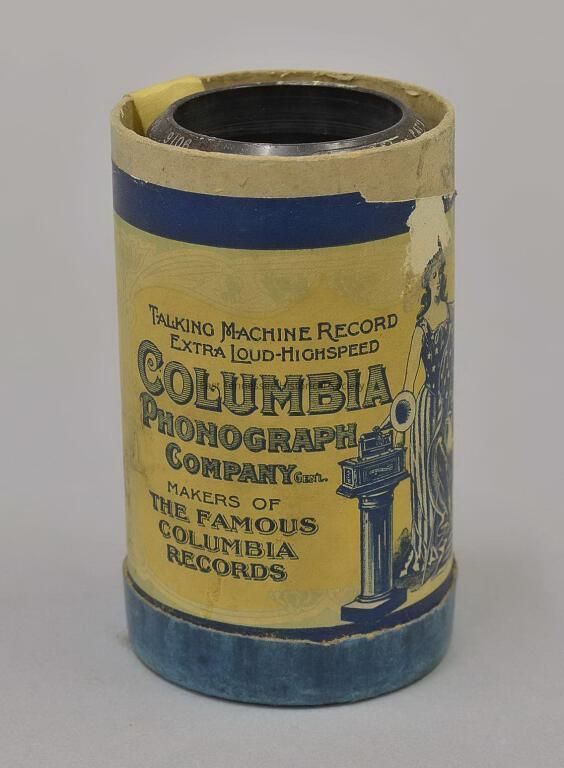 TALKING MACHINE RECORD
EXTRA LOUD-HIGHSPEED
COLUMBIA
PHONOGRAPH
COMPANY GEN'L.
MAKERS OF
THE FAMOUS
COLUMBIA
RECORDS